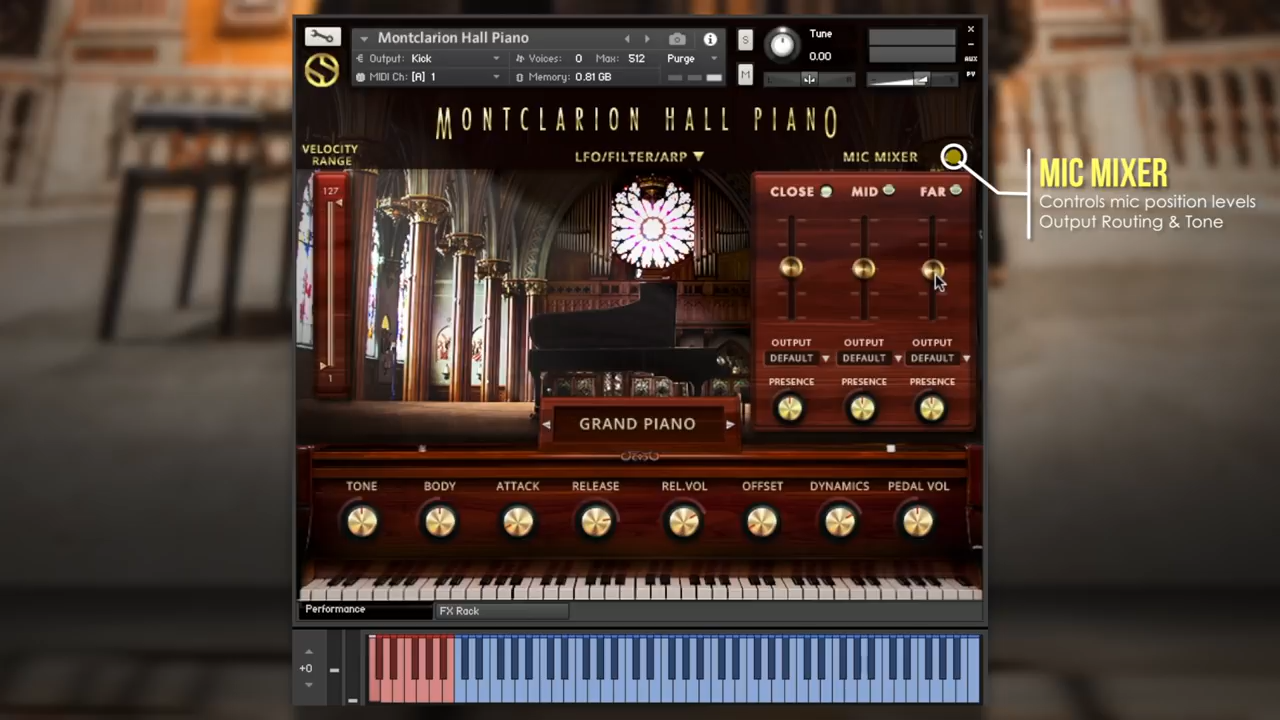 Montclarion Hall Piano
Output: Kick
Voices: 0 Max: 512
Purge
MIDI Ch: [A] 1
Memory: 0.81 GB
S
M
Tune
0.00
AUX
PV
MONTCLARION HALL PIANO
VELOCITY
RANGE
LFO/FILTER/ARP
MIC MIXER
127
1
CLOSE MID FAR
OUTPUT OUTPUT OUTPUT
DEFAULT DEFAULT DEFAULT
PRESENCE PRESENCE PRESENCE
MIC MIXER
Controls mic position levels
Output Routing & Tone
GRAND PIANO
TONE BODY ATTACK RELEASE REL.VOL OFFSET DYNAMICS PEDAL VOL
Performance
FX Rack
+0